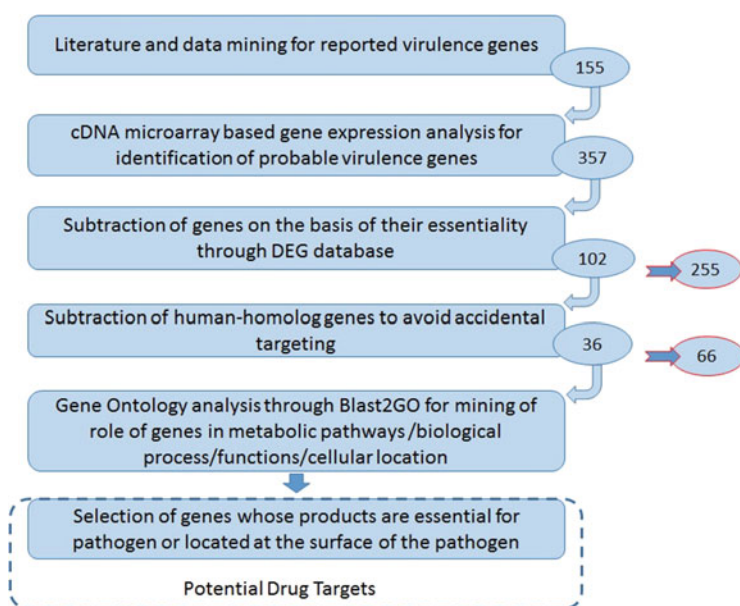 Literature and data mining for reported virulence genes
155
cDNA microarray based gene expression analysis for
identification of probable virulence genes
357
Subtraction of genes on the basis of their essentiality
through DEG database
102
255
Subtraction of human-homolog genes to avoid accidental
targeting
36
66
Gene Ontology analysis through Blast2GO for mining of
role of genes in metabolic pathways /biological
process/functions/cellular location
Selection of genes whose products are essential for
pathogen or located at the surface of the pathogen
Potential Drug Targets